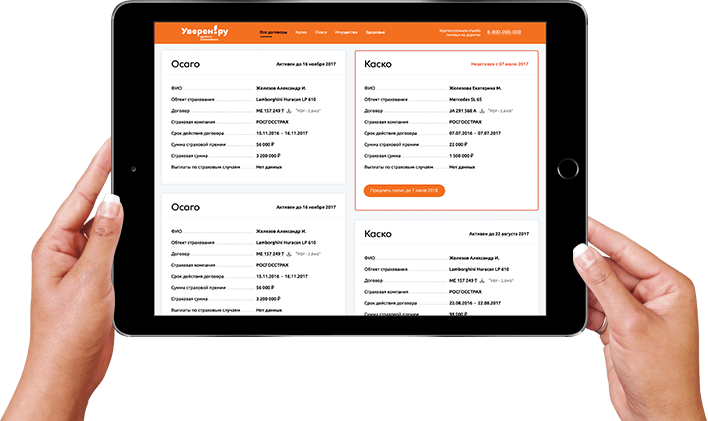 Уверен.ру
Все договоры Каско Осаго Имущество Здоровье
Круглосуточная служба
помощи на дорогах
8-800-000-000
Осаго Активен до 16 ноября 2017
ФИО Железов Александр И.
Объект страхования Lamborghini Huracan LP 610
Договор ME 157 249 T
Страховая компания РОСГОССТРАХ
Срок действия договора 15.11.2016 - 16.11.2017
Сумма страховой премии 56 000 ₽
Страховая сумма 3 200 000 ₽
Выплаты по страховым случаям Нет данных
Каско Неактивен с 07 июля 2017
ФИО Железова Екатерина М.
Объект страхования Mercedes SL 65
Договор JA 291 568 A
Страховая компания РОСГОССТРАХ
Срок действия договора 07.07.2016 - 07.07.2017
Сумма страховой премии 22 000 ₽
Страховая сумма 1 500 000 ₽
Выплаты по страховым случаям Нет данных
Продлить полис до 7 июля 2018
Осаго Активен до 16 ноября 2017
ФИО Железов Александр И.
Объект страхования Lamborghini Huracan LP 610
Договор ME 157 249 T
Страховая компания РОСГОССТРАХ
Срок действия договора 15.11.2016 - 16.11.2017
Сумма страховой премии 56 000 ₽
Страховая сумма 3 200 000 ₽
Выплаты по страховым случаям Нет данных
Каско Активен до 22 августа 2017
ФИО Железов Александр И.
Объект страхования Lamborghini Huracan LP 610
Договор ME 157 249 T
Страховая компания РОСГОССТРАХ
Срок действия договора 22.08.2016 - 22.08.2017
Сумма страховой премии 98 000 ₽